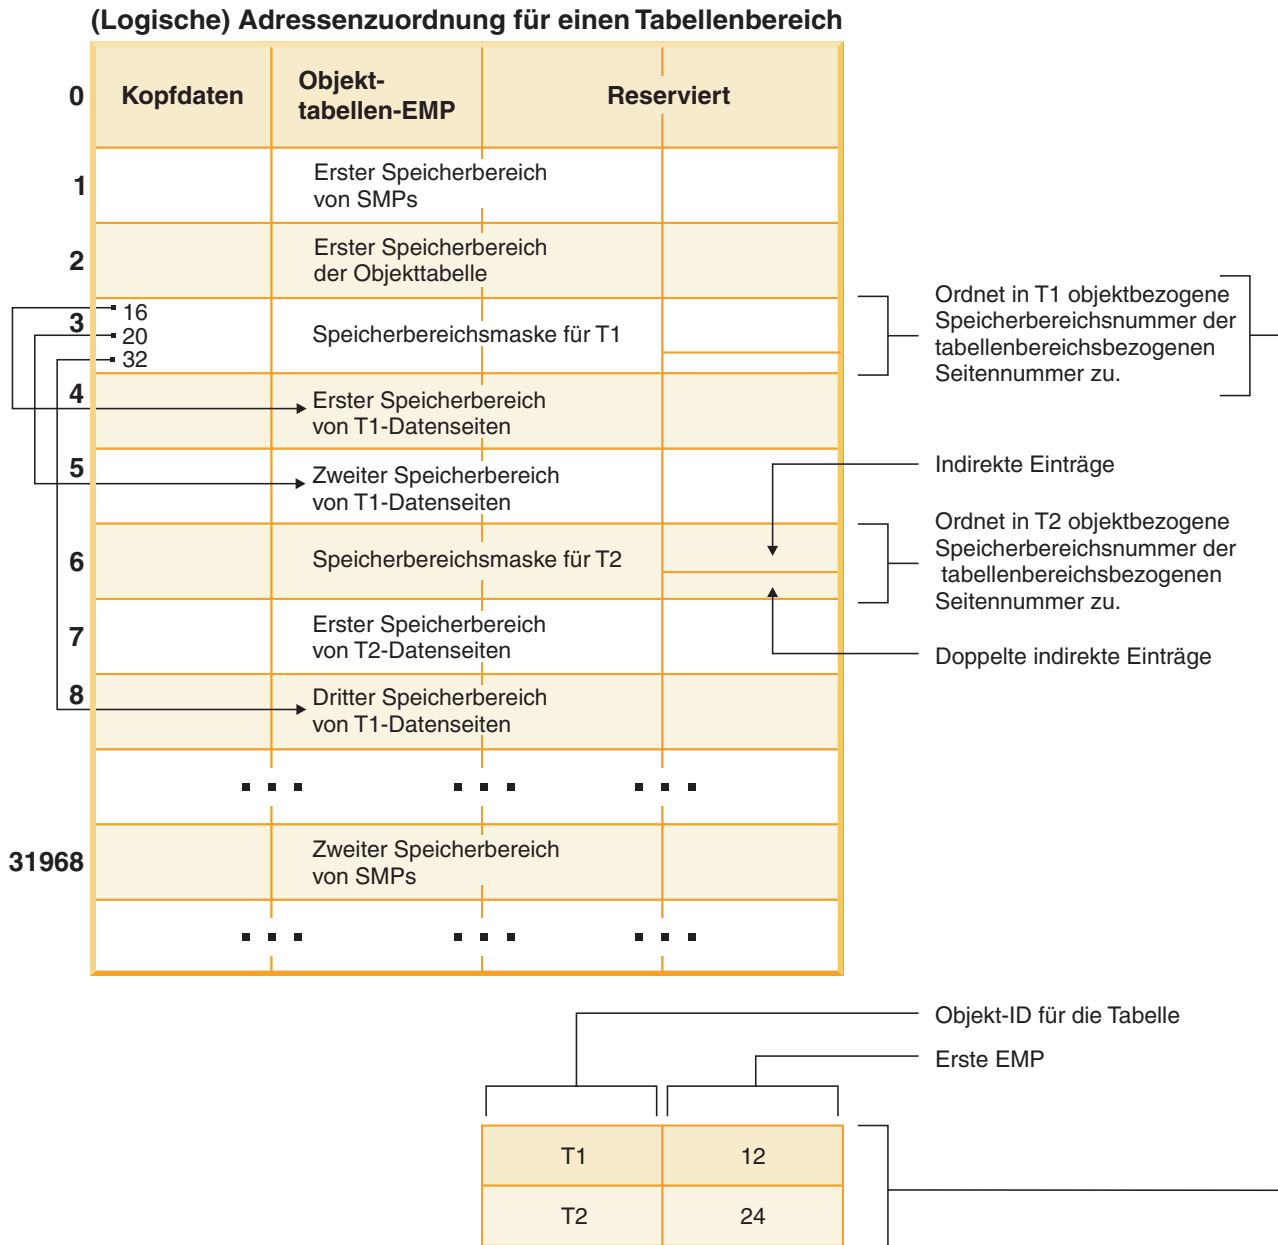 (Logische) Adressenzuordnung für einen Tabellenbereich
0
Kopfdaten
Objekt-
tabellen-EMP
Reserviert
1
Erster Speicherbereich
von SMPs
2
Erster Speicherbereich
der Objekttabelle
3
16
20
32
Speicherbereichsmaske für T1
Ordnet in T1 objektbezogene
Speicherbereichsnummer der
tabellenbereichsbezogenen
Seitennummer zu.
4
Erster Speicherbereich
von T1-Datenseiten
5
Zweiter Speicherbereich
von T1-Datenseiten
Indirekte Einträge
6
Speicherbereichsmaske für T2
Ordnet in T2 objektbezogene
Speicherbereichsnummer der
tabellenbereichsbezogenen
Seitennummer zu.
7
Erster Speicherbereich
von T2-Datenseiten
Doppelte indirekte Einträge
8
Dritter Speicherbereich
von T1-Datenseiten
31968
Zweiter Speicherbereich
von SMPs
Objekt-ID für die Tabelle
Erste EMP
T1
12
T2
24